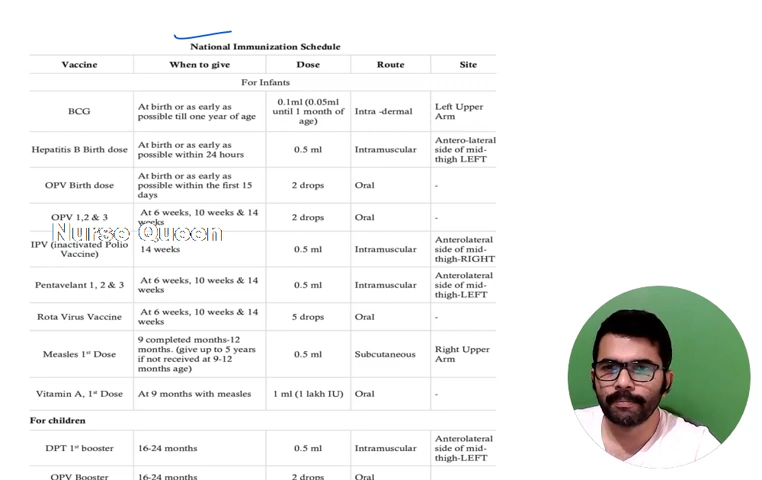 National Immunization Schedule
Vaccine When to give Dose Route Site
For Infants
BCG At birth or as early as possible till one year of age 0.1ml (0.05ml until 1 month of age) Intra -dermal Left Upper Arm
Hepatitis B Birth dose At birth or as early as possible within 24 hours 0.5 ml Intramuscular Antero-lateral side of mid-thigh LEFT
OPV Birth dose At birth or as early as possible within the first 15 days 2 drops Oral -
OPV 1,2 & 3 At 6 weeks, 10 weeks & 14 weeks 2 drops Oral -
Nurse Queen
IPV (inactivated Polio Vaccine) 14 weeks 0.5 ml Intramuscular Anterolateral side of mid-thigh-RIGHT
Pentavelant 1, 2 & 3 At 6 weeks, 10 weeks & 14 weeks 0.5 ml Intramuscular Anterolateral side of mid-thigh-LEFT
Rota Virus Vaccine At 6 weeks, 10 weeks & 14 weeks 5 drops Oral -
Measles 1st Dose 9 completed months-12 months. (give up to 5 years if not received at 9-12 months age) 0.5 ml Subcutaneous Right Upper Arm
Vitamin A, 1st Dose At 9 months with measles 1 ml (1 lakh IU) Oral -
For children
DPT 1st booster 16-24 months 0.5 ml Intramuscular Anterolateral side of mid-thigh-LEFT
OPV Booster 16-24 months 2 drops Oral